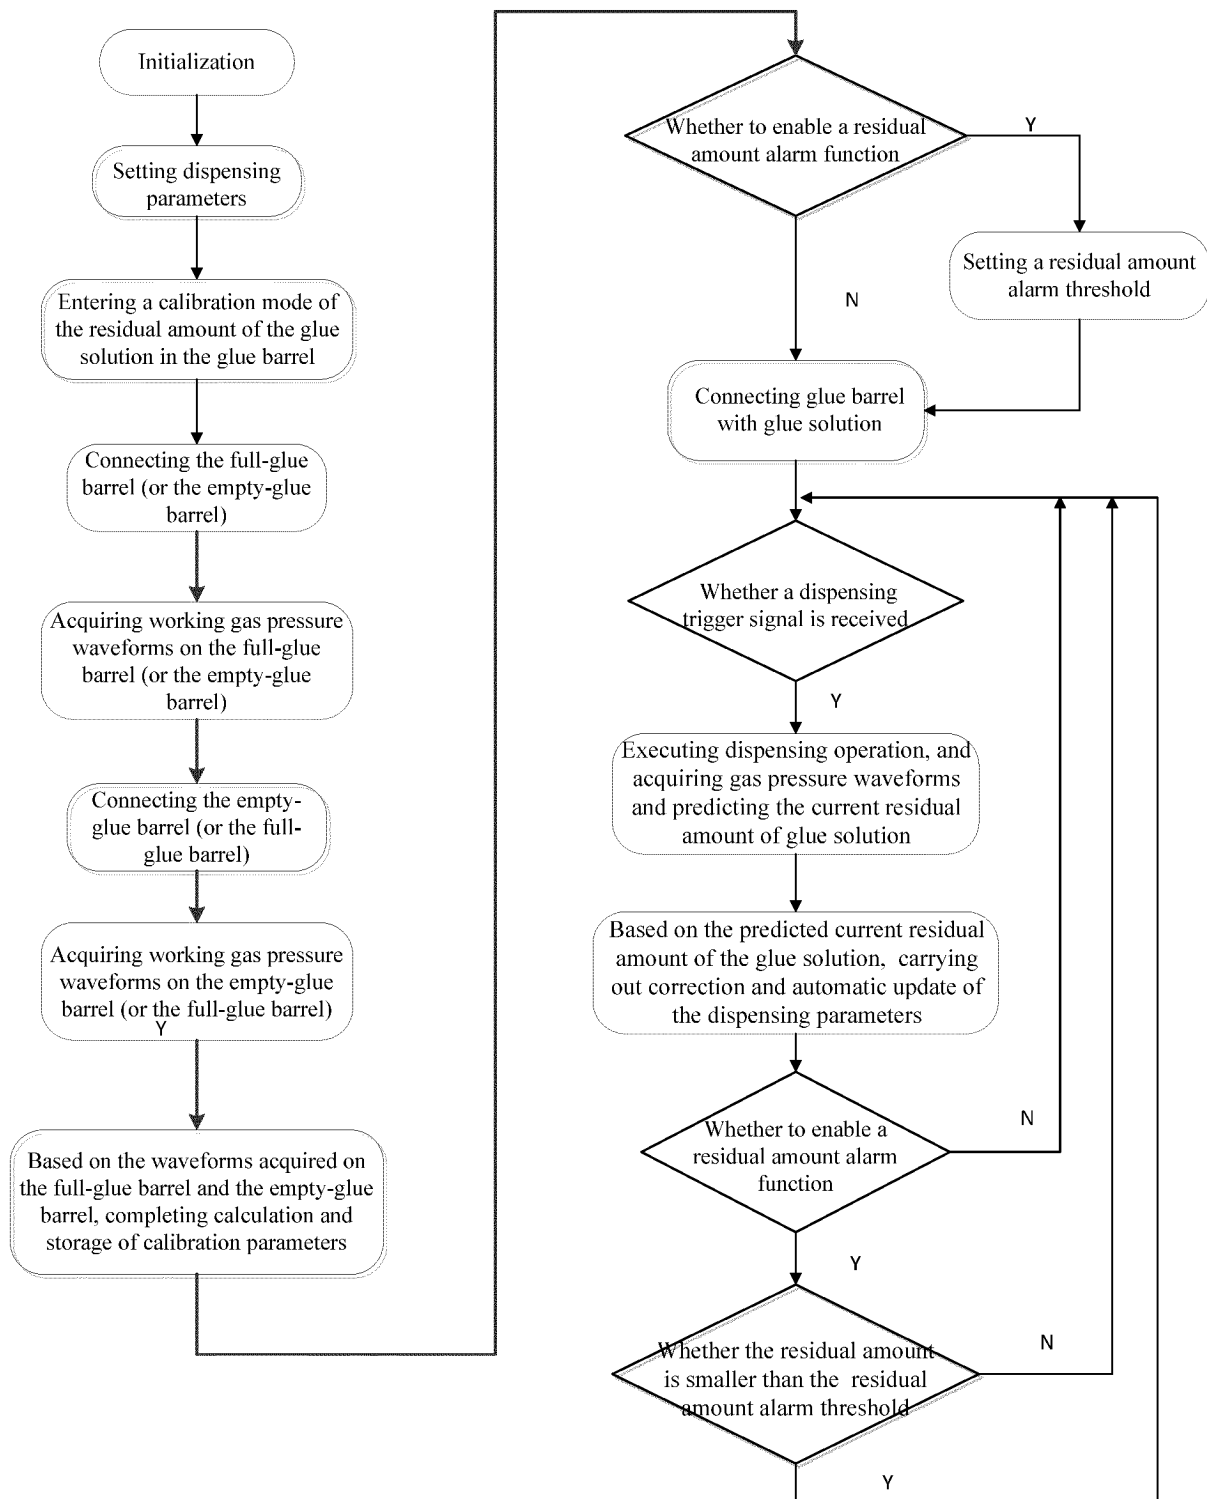 Initialization
Setting dispensing
parameters
Entering a calibration mode of
the residual amount of the glue
solution in the glue barrel
Connecting the full-glue
barrel (or the empty-glue
barrel)
Acquiring working gas pressure
waveforms on the full-glue
barrel (or the empty-glue
barrel)
Connecting the empty-
glue barrel (or the full-
glue barrel)
Acquiring working gas pressure
waveforms on the empty-glue
barrel (or the full-glue barrel)
Y
Based on the waveforms acquired on
the full-glue barrel and the empty-glue
barrel, completing calculation and
storage of calibration parameters
Whether to enable a residual
amount alarm function
Y
Setting a residual amount
alarm threshold
N
Connecting glue barrel
with glue solution
Whether a dispensing
trigger signal is received
Y
Executing dispensing operation, and
acquiring gas pressure waveforms
and predicting the current residual
amount of glue solution
Based on the predicted current residual
amount of the glue solution, carrying
out correction and automatic update of
the dispensing parameters
Whether to enable a
residual amount alarm
function
N
Y
Whether the residual amount
is smaller than the residual
amount alarm threshold
N
Y